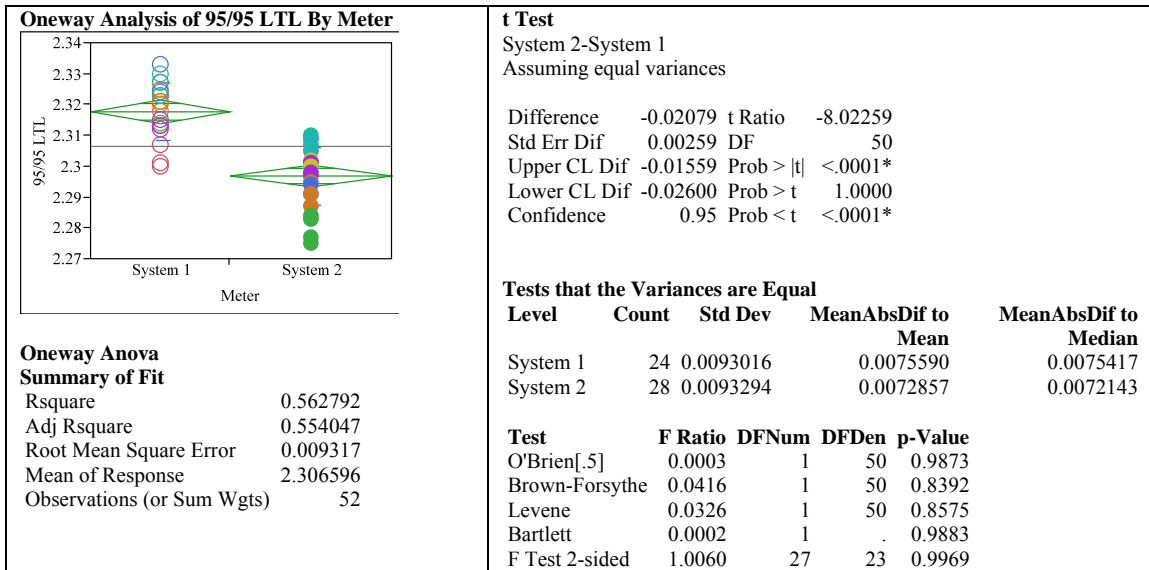 Oneway Analysis of 95/95 LTL By Meter
2.34
2.33
2.32
2.31
2.3
2.29
2.28
2.27
95/95 LTL
System 1 System 2
Meter
Oneway Anova
Summary of Fit
Rsquare 0.562792
Adj Rsquare 0.554047
Root Mean Square Error 0.009317
Mean of Response 2.306596
Observations (or Sum Wgts) 52
t Test
System 2-System 1
Assuming equal variances
Difference -0.02079 t Ratio -8.02259
Std Err Dif 0.00259 DF 50
Upper CL Dif -0.01559 Prob > |t| <.0001*
Lower CL Dif -0.02600 Prob > t 1.0000
Confidence 0.95 Prob < t <.0001*
Tests that the Variances are Equal
Level Count Std Dev MeanAbsDif to Mean MeanAbsDif to Median
System 1 24 0.0093016 0.0075590 0.0075417
System 2 28 0.0093294 0.0072857 0.0072143
Test F Ratio DFNum DFDen p-Value
O'Brien[.5] 0.0003 1 50 0.9873
Brown-Forsythe 0.0416 1 50 0.8392
Levene 0.0326 1 50 0.8575
Bartlett 0.0002 1 . 0.9883
F Test 2-sided 1.0060 27 23 0.9969